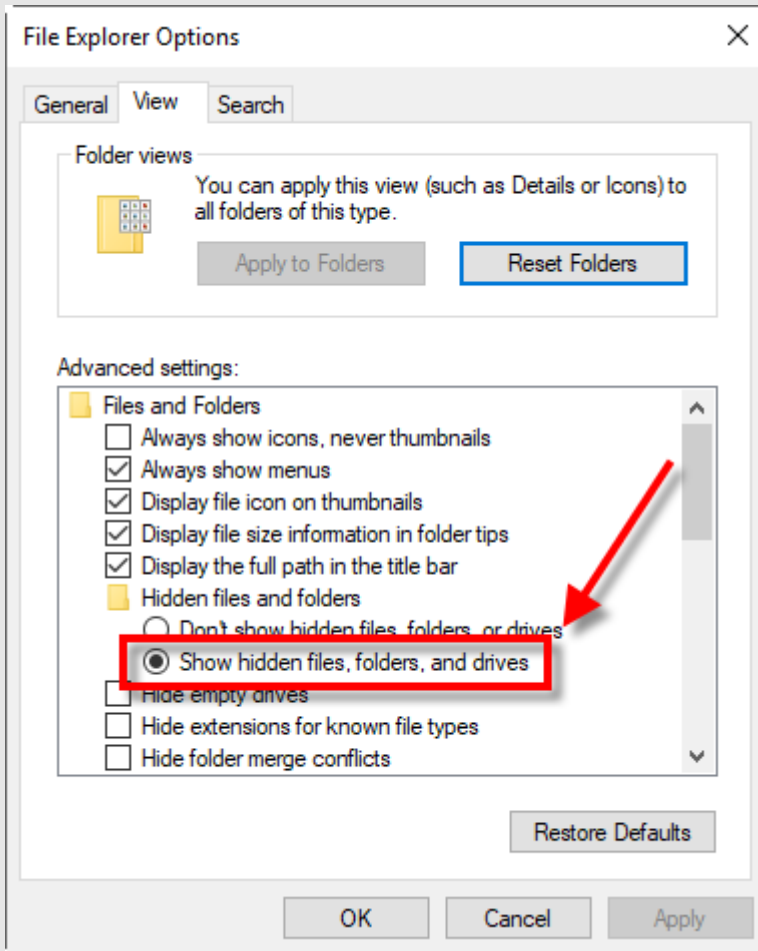 File Explorer Options
General View Search
Folder views
You can apply this view (such as Details or Icons) to
all folders of this type.
Apply to Folders Reset Folders
Advanced settings:
Files and Folders
Always show icons, never thumbnails
Always show menus
Display file icon on thumbnails
Display file size information in folder tips
Display the full path in the title bar
Hidden files and folders
Don't show hidden files, folders, or drives
Show hidden files, folders, and drives
Hide empty drives
Hide extensions for known file types
Hide folder merge conflicts
Restore Defaults
OK Cancel Apply